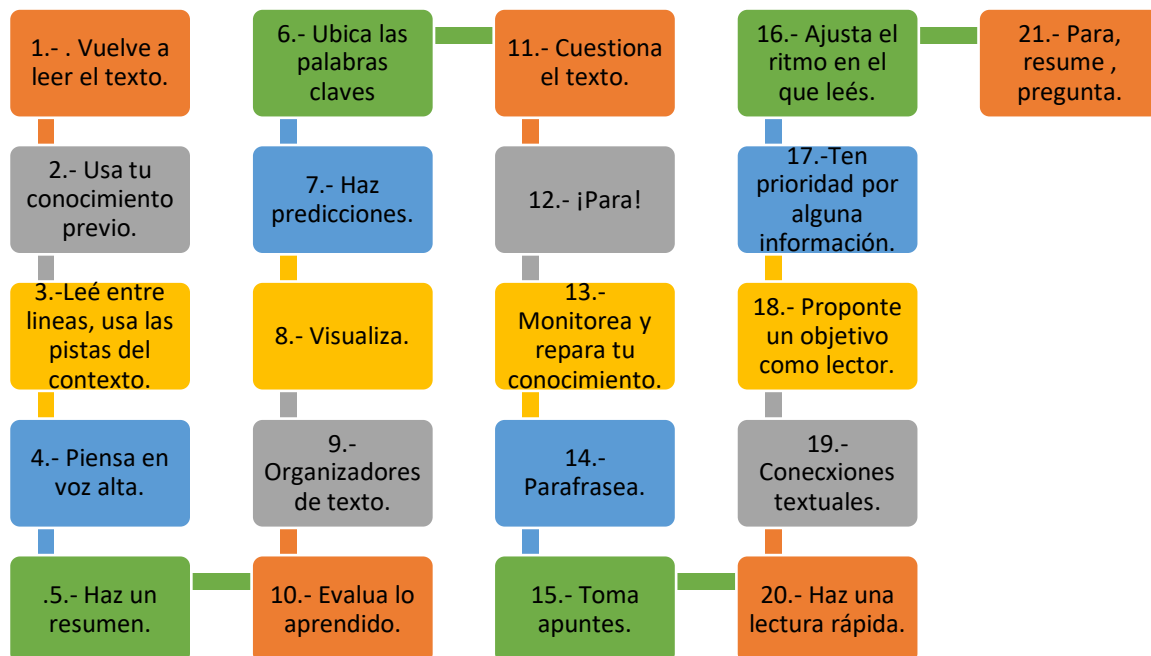 1.- . Vuelve a
leer el texto.
2.- Usa tu
conocimiento
previo.
3.-Leé entre
lineas, usa las
pistas del
contexto.
4.- Piensa en
voz alta.
.5.- Haz un
resumen.
6.- Ubica las
palabras
claves
7.- Haz
predicciones.
8.- Visualiza.
9.-
Organizadores
de texto.
10.- Evalua lo
aprendido.
11.- Cuestiona
el texto.
12.- ¡Para!
13.-
Monitorea y
repara tu
conocimiento.
14.-
Parafrasea.
15.- Toma
apuntes.
16.- Ajusta el
ritmo en el
que leés.
17.-Ten
prioridad por
alguna
información.
18.- Proponte
un objetivo
como lector.
19.-
Conecxiones
textuales.
20.- Haz una
lectura rápida.
21.- Para,
resume ,
pregunta.